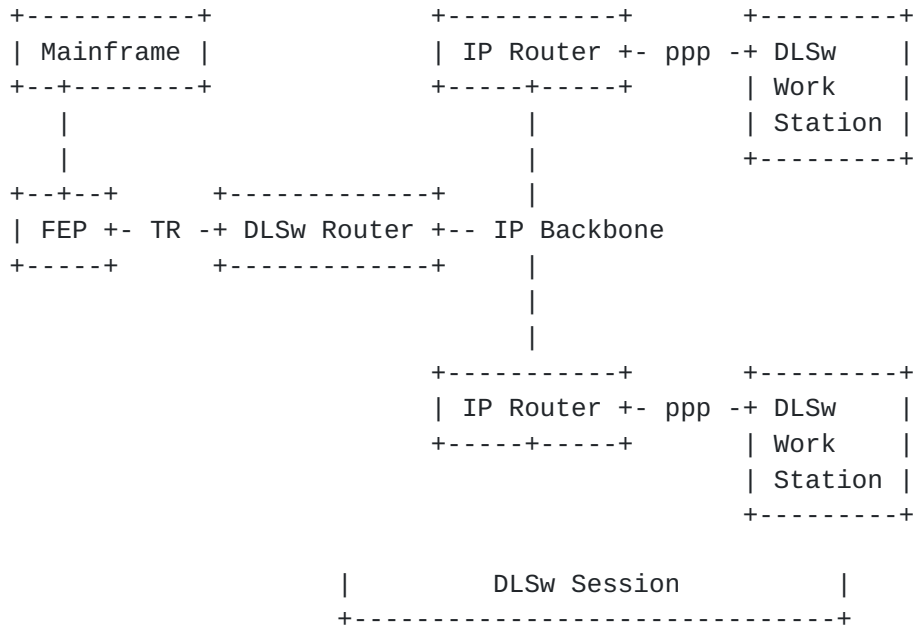 +-----------+                +-----------+       +---------+
| Mainframe |                | IP Router +- ppp -+ DLSw    |
+--+--------+                +-----+-----+       | Work    |
   |                               |             | Station |
   |                               |             +---------+
+--+--+      +-------------+       |
| FEP +- TR -+ DLSw Router +-- IP Backbone
+-----+      +-------------+       |
                                   |
                                   |
                             +-----------+       +---------+
                             | IP Router +- ppp -+ DLSw    |
                             +-----+-----+       | Work    |
                                                 | Station |
                                                 +---------+

                       |         DLSw Session          |
                       +-------------------------------+